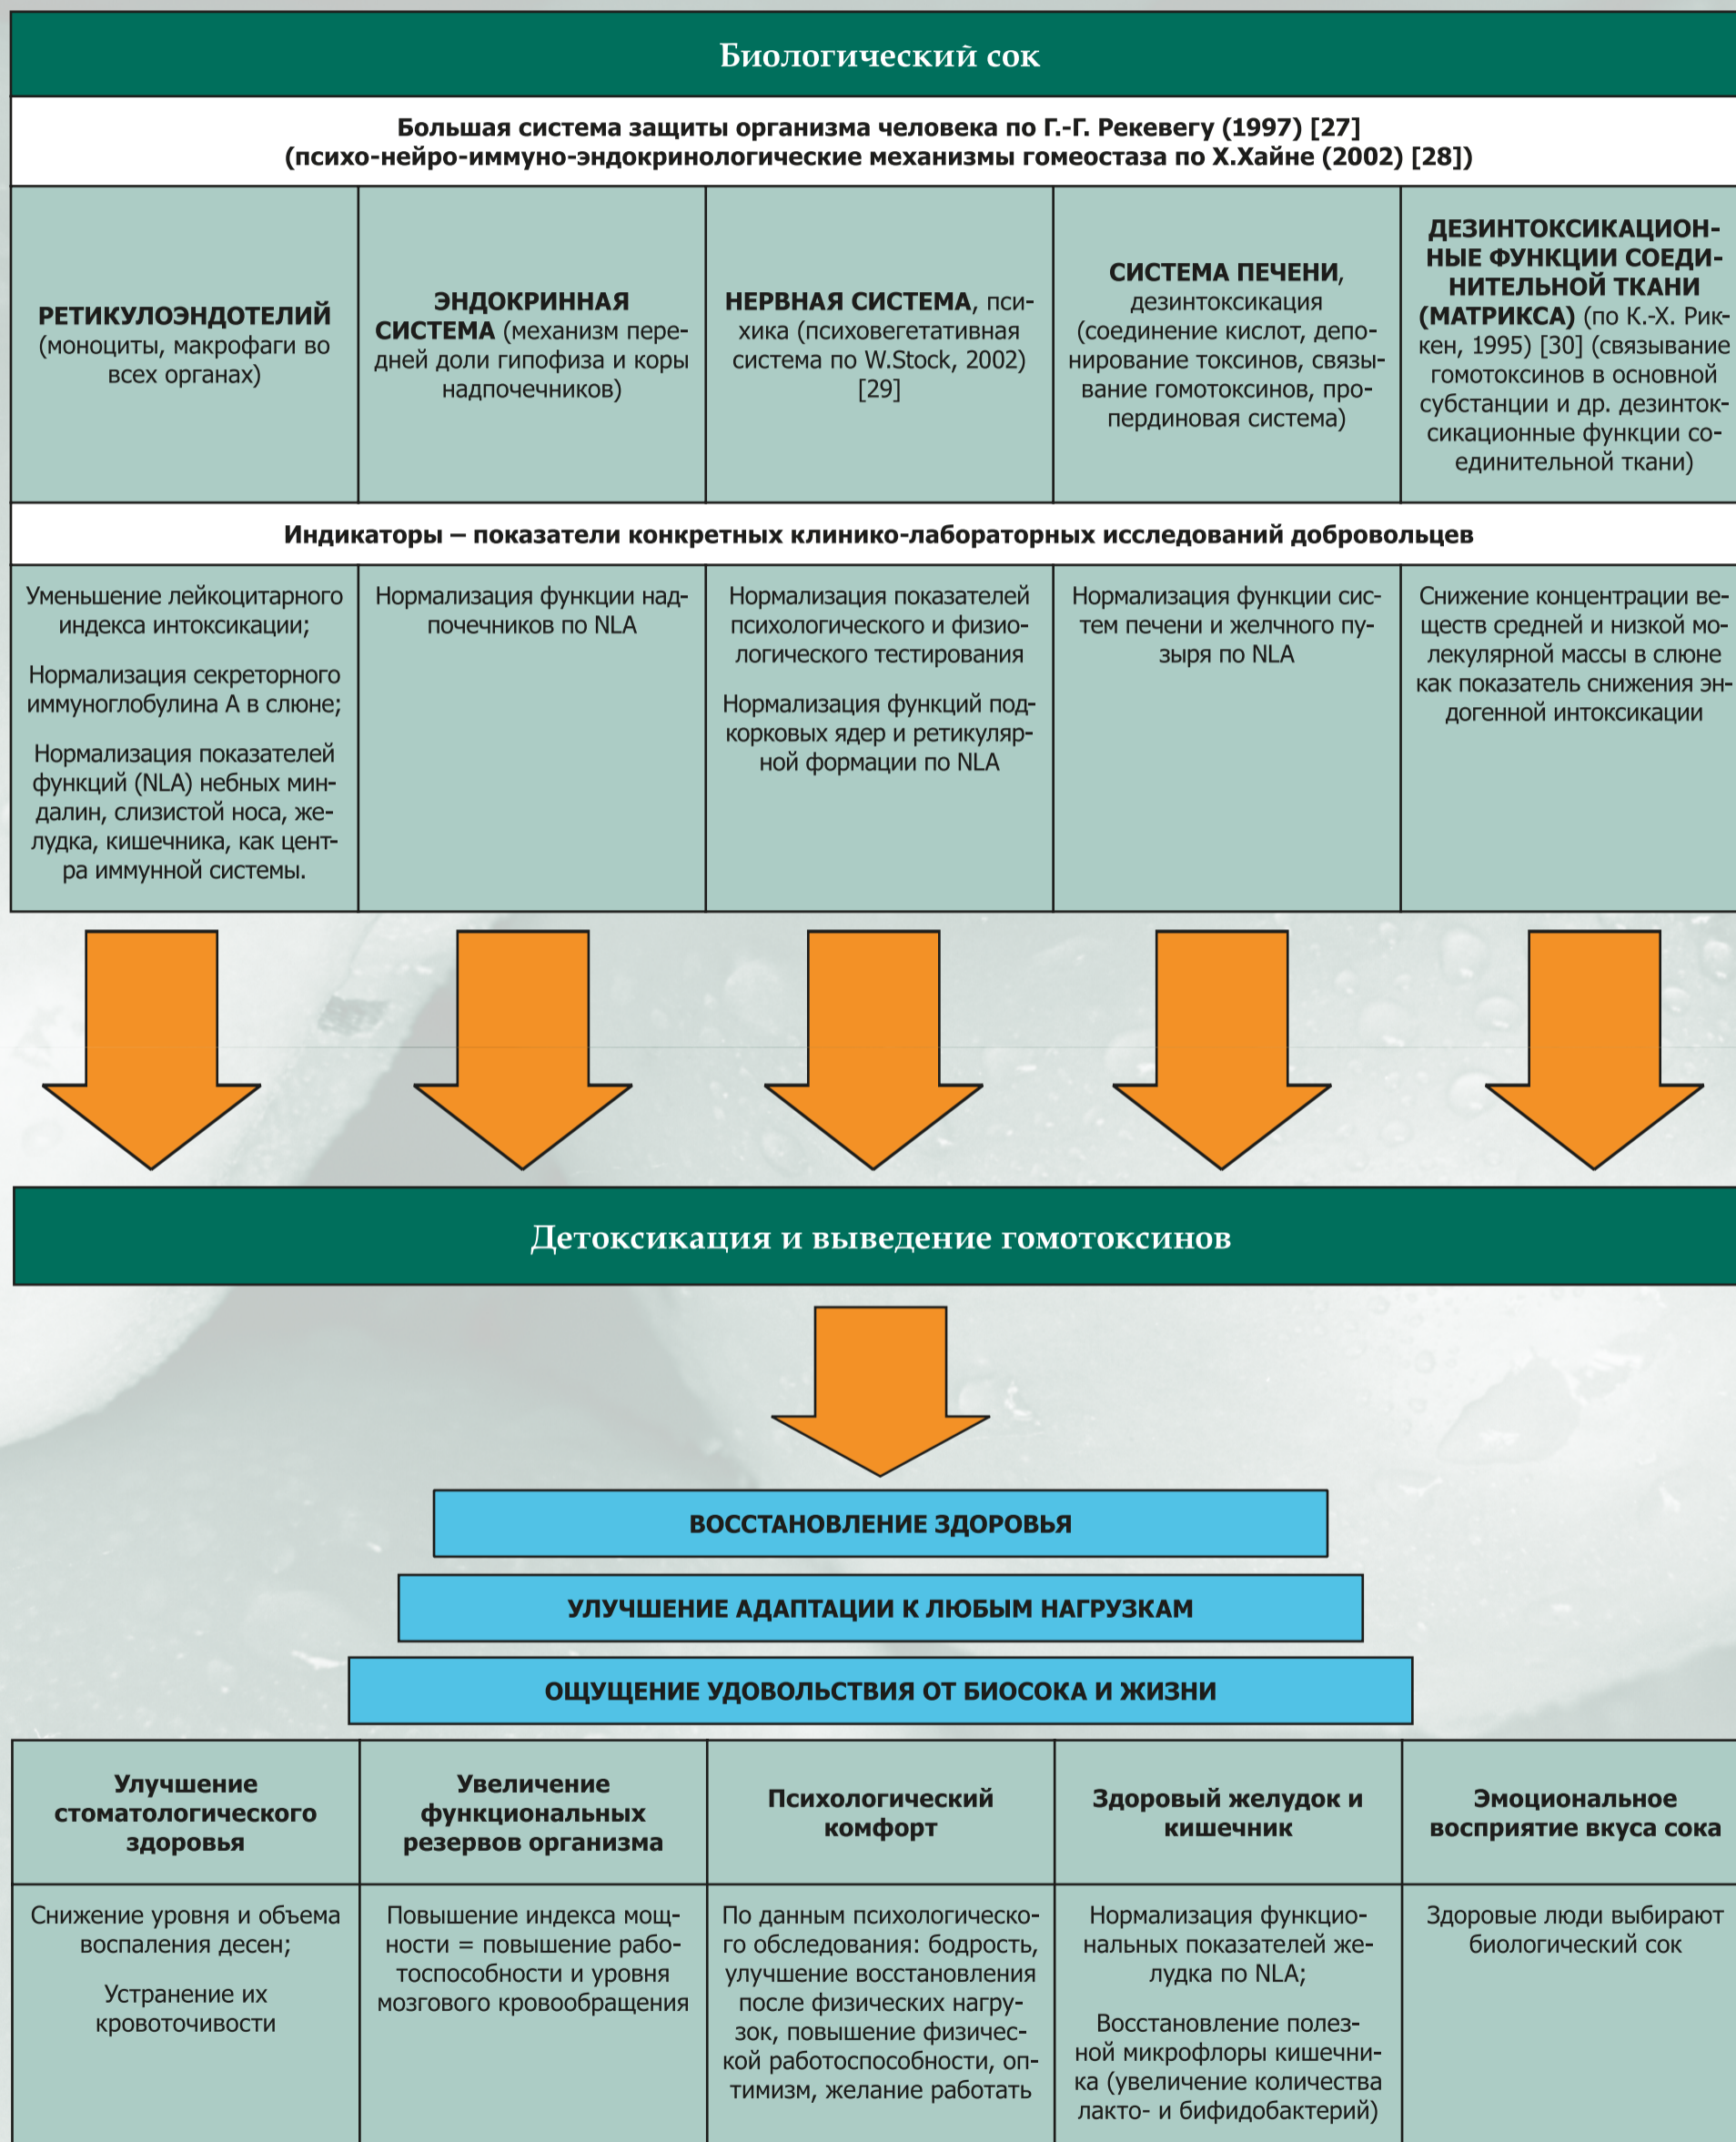 Биологический сок
Большая система защиты организма человека по Г.-Г. Рекевегу (1997) [27]
(психо-нейро-иммуно-эндокринологические механизмы гомеостаза по Х.Хайне (2002) [28])
РЕТИКУЛОЭНДОТЕЛИЙ
(моноциты, макрофаги во
всех органах)
ЭНДОКРИННАЯ
СИСТЕМА (механизм пере-
дней доли гипофиза и коры
надпочечников)
НЕРВНАЯ СИСТЕМА, пси-
хика (психовегетативная
система по W.Stock, 2002)
[29]
СИСТЕМА ПЕЧЕНИ,
дезинтоксикация
(соединение кислот, депо-
нирование токсинов, связы-
вание гомотоксинов, про-
пердиновая система)
ДЕЗИНТОКСИКАЦИОН-
НЫЕ ФУНКЦИИ СОЕДИ-
НИТЕЛЬНОЙ ТКАНИ
(МАТРИКСА) (по К.-Х. Рик-
кен, 1995) [30] (связывание
гомотоксинов в основной
субстанции и др. дезинток-
сикационные функции со-
единительной ткани)
Индикаторы – показатели конкретных клинико-лабораторных исследований добровольцев
Уменьшение лейкоцитарного
индекса интоксикации;
Нормализация секреторного
иммуноглобулина А в слюне;
Нормализация показателей
функций (NLA) небных мин-
далин, слизистой носа, же-
лудка, кишечника, как цент-
ра иммунной системы.
Нормализация функции над-
почечников по NLA
Нормализация показателей
психологического и физио-
логического тестирования
Нормализация функций под-
корковых ядер и ретикуляр-
ной формации по NLA
Нормализация функции сис-
тем печени и желчного пу-
зыря по NLA
Снижение концентрации ве-
ществ средней и низкой мо-
лекулярной массы в слюне
как показатель снижения эн-
догенной интоксикации
Детоксикация и выведение гомотоксинов
ВОССТАНОВЛЕНИЕ ЗДОРОВЬЯ
УЛУЧШЕНИЕ АДАПТАЦИИ К ЛЮБЫМ НАГРУЗКАМ
ОЩУЩЕНИЕ УДОВОЛЬСТВИЯ ОТ БИОСОКА И ЖИЗНИ
Улучшение
стоматологического
здоровья
Увеличение
функциональных
резервов организма
Психологический
комфорт
Здоровый желудок и
кишечник
Эмоциональное
восприятие вкуса сока
Снижение уровня и объема
воспаления десен;
Устранение их
кровоточивости
Повышение индекса мощ-
ности = повышение рабо-
тоспособности и уровня
мозгового кровообращения
По данным психологическо-
го обследования: бодрость,
улучшение восстановления
после физических нагру-
зок, повышение физичес-
кой работоспособности, оп-
тимизм, желание работать
Нормализация функцио-
нальных показателей же-
лудка по NLA;
Восстановление полез-
ной микрофлоры кишечни-
ка (увеличение количества
лакто- и бифидобактерий)
Здоровые люди выбирают
биологический сок